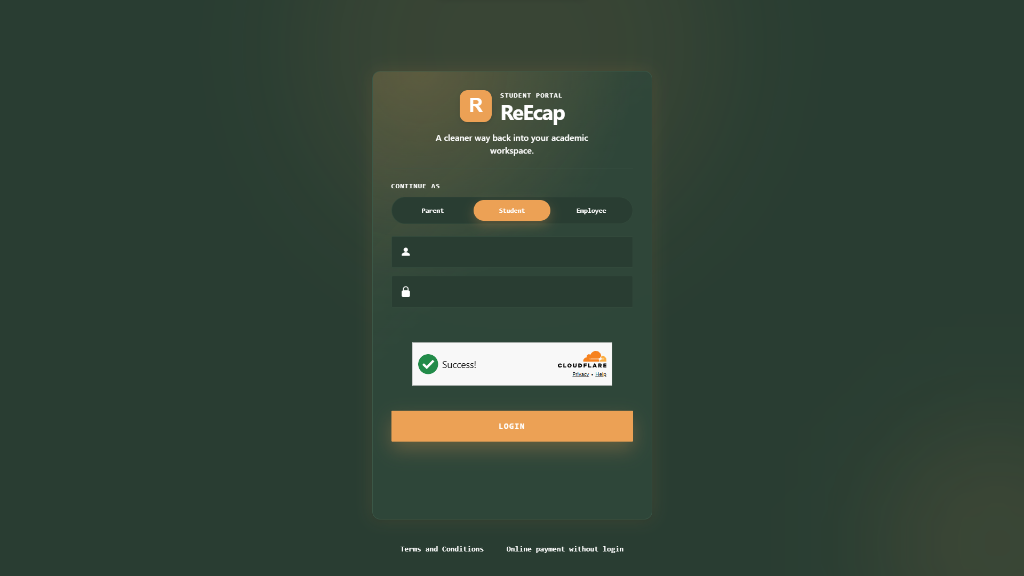 R
STUDENT PORTAL
ReEcap
A cleaner way back into your academic
workspace.
CONTINUE AS
Parent Student Employee
Success!
CLOUDFLARE
Privacy • Help
LOGIN
Terms and Conditions Online payment without login